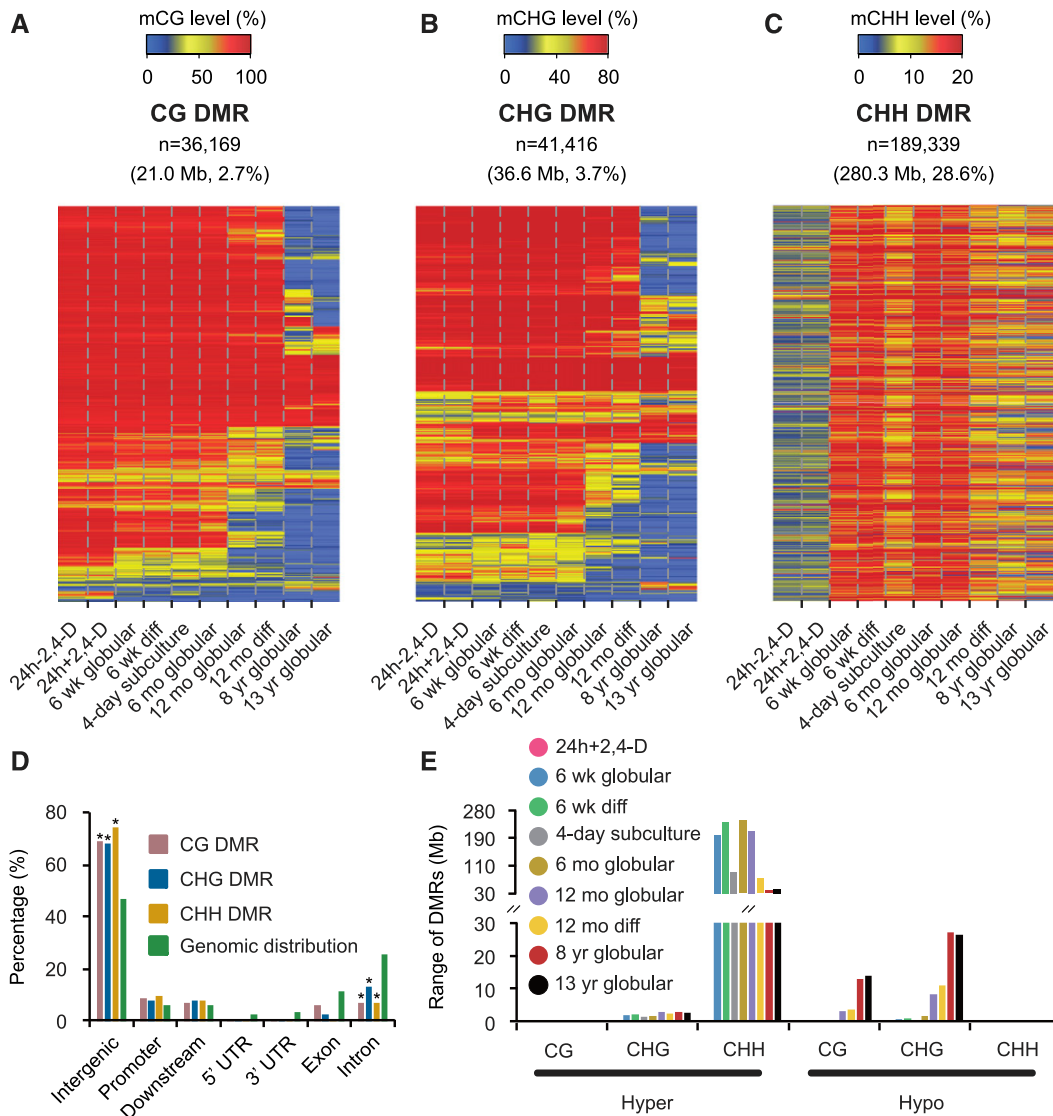 A
mCG level (%)
0 50 100
CG DMR
n=36,169
(21.0 Mb, 2.7%)
24h-2,4-D
24h+2,4-D
6 wk globular
6 wk diff
4-day subculture
6 mo globular
12 mo globular
12 mo diff
8 yr globular
13 yr globular
B
mCHG level (%)
0 40 80
CHG DMR
n=41,416
(36.6 Mb, 3.7%)
24h-2,4-D
24h+2,4-D
6 wk globular
6 wk diff
4-day subculture
6 mo globular
12 mo globular
12 mo diff
8 yr globular
13 yr globular
C
mCHH level (%)
0 10 20
CHH DMR
n=189,339
(280.3 Mb, 28.6%)
24h-2,4-D
24h+2,4-D
6 wk globular
6 wk diff
4-day subculture
6 mo globular
12 mo globular
12 mo diff
8 yr globular
13 yr globular
D
Percentage (%)
80
60
40
20
0
* * *
* * *
CG DMR
CHG DMR
CHH DMR
Genomic distribution
Intergenic
Promoter
Downstream
5' UTR
3' UTR
Exon
Intron
E
24h+2,4-D
6 wk globular
6 wk diff
4-day subculture
6 mo globular
12 mo globular
12 mo diff
8 yr globular
13 yr globular
Range of DMRs (Mb)
280
190
110
30
30
20
10
0
CG CHG CHH CG CHG CHH
Hyper Hypo